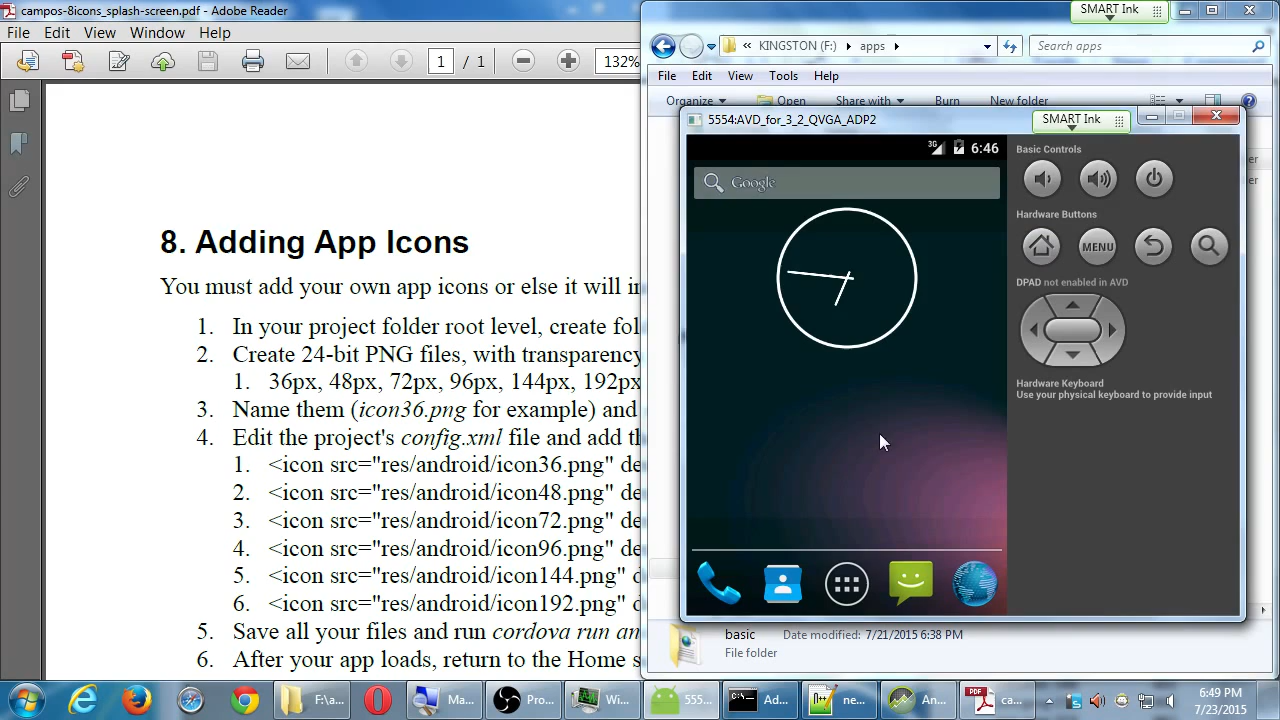 campos-8icons_splash-screen.pdf - Adobe Reader
File Edit View Window Help
1 / 1 132%
8. Adding App Icons
You must add your own app icons or else it will in
1. In your project folder root level, create fol
2. Create 24-bit PNG files, with transparency
1. 36px, 48px, 72px, 96px, 144px, 192px
3. Name them (icon36.png for example) and
4. Edit the project's config.xml file and add th
1. <icon src="res/android/icon36.png" de
2. <icon src="res/android/icon48.png" de
3. <icon src="res/android/icon72.png" de
4. <icon src="res/android/icon96.png" de
5. <icon src="res/android/icon144.png" d
6. <icon src="res/android/icon192.png" d
5. Save all your files and run cordova run an
6. After your app loads, return to the Home s
SMART Ink
« KINGSTON (F:) apps
Search apps
File Edit View Tools Help
Organize Open Share with Burn New folder
5554:AVD_for_3_2_QVGA_ADP2
SMART Ink
3G 6:46
Google
Basic Controls
Hardware Buttons
MENU
DPAD not enabled in AVD
Hardware Keyboard
Use your physical keyboard to provide input
er
er
basic Date modified: 7/21/2015 6:38 PM
File folder
F:\a... Ma... Pro... Wi... 555... Ad... ne... An... ca...
PDF
6:49 PM
7/23/2015